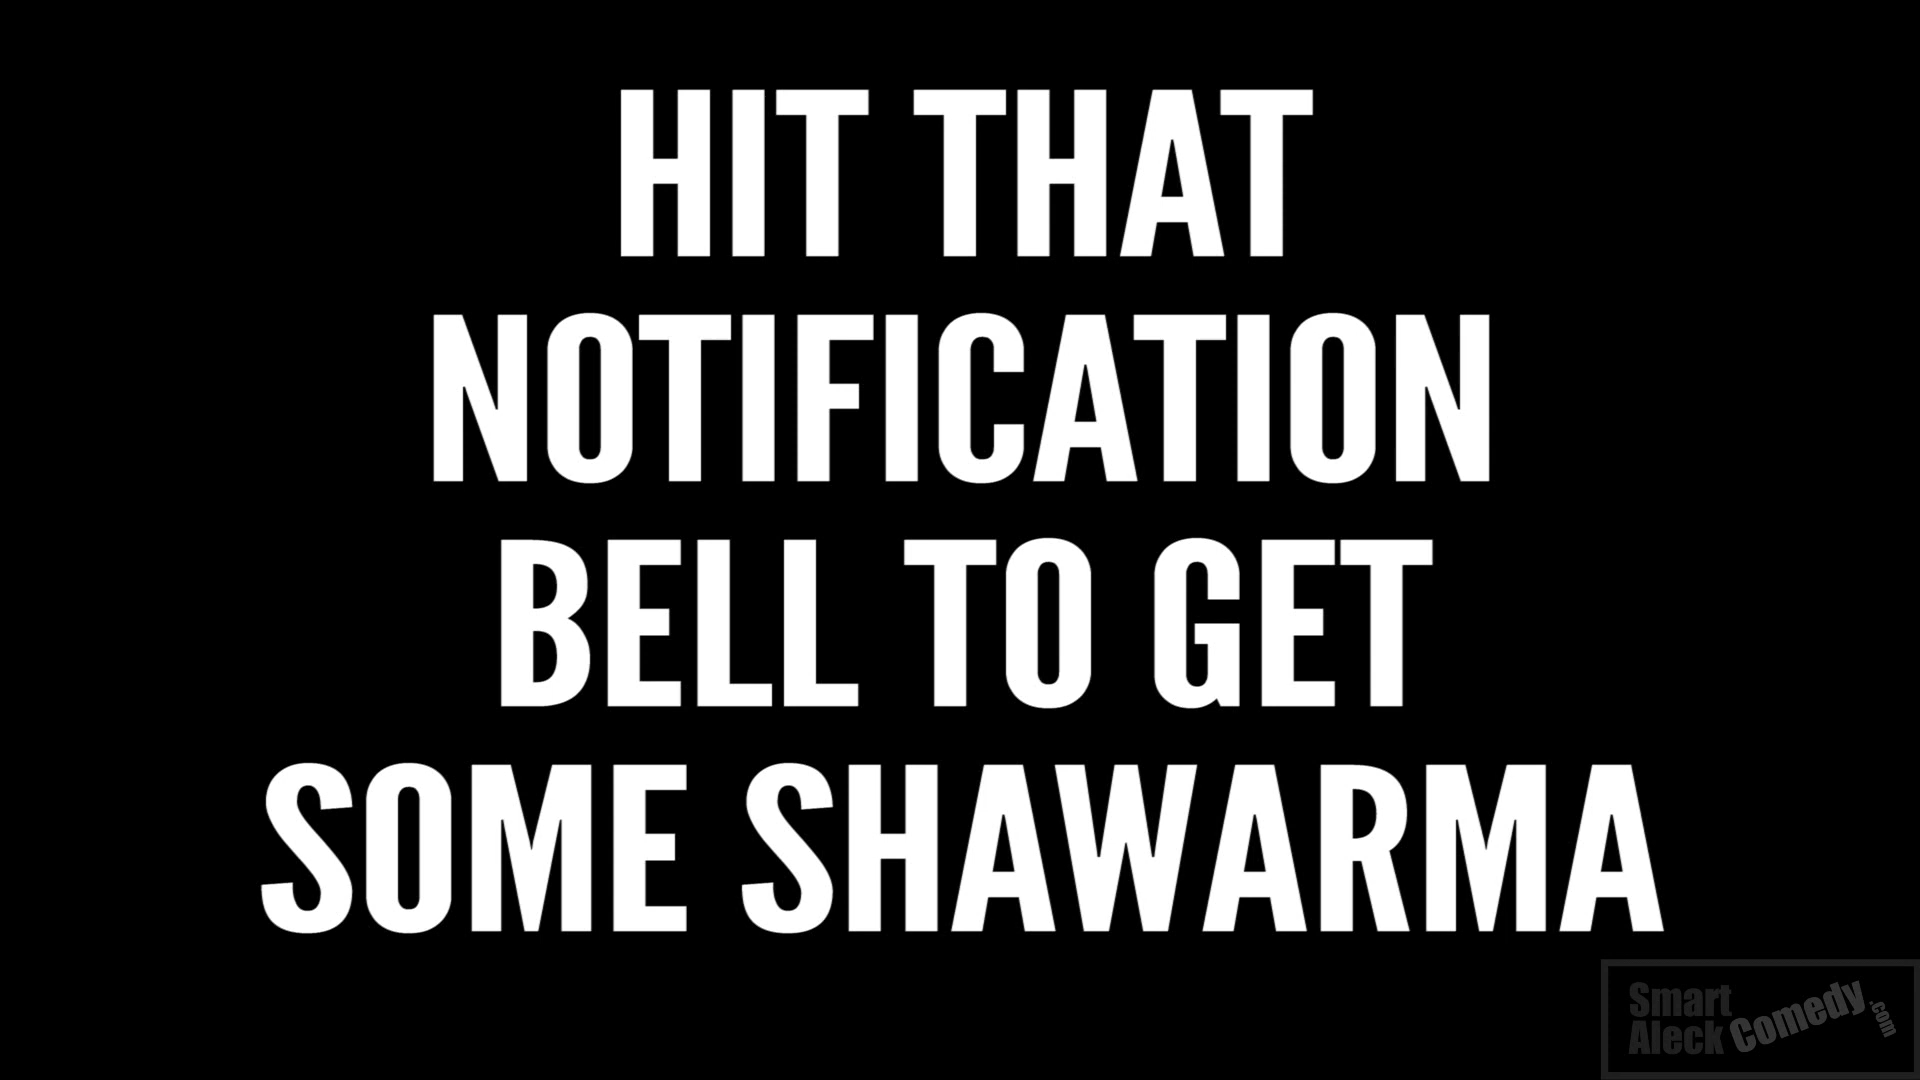 HIT THAT
NOTIFICATION
BELL TO GET
SOME SHAWARMA
Smart
Aleck Comedy.com